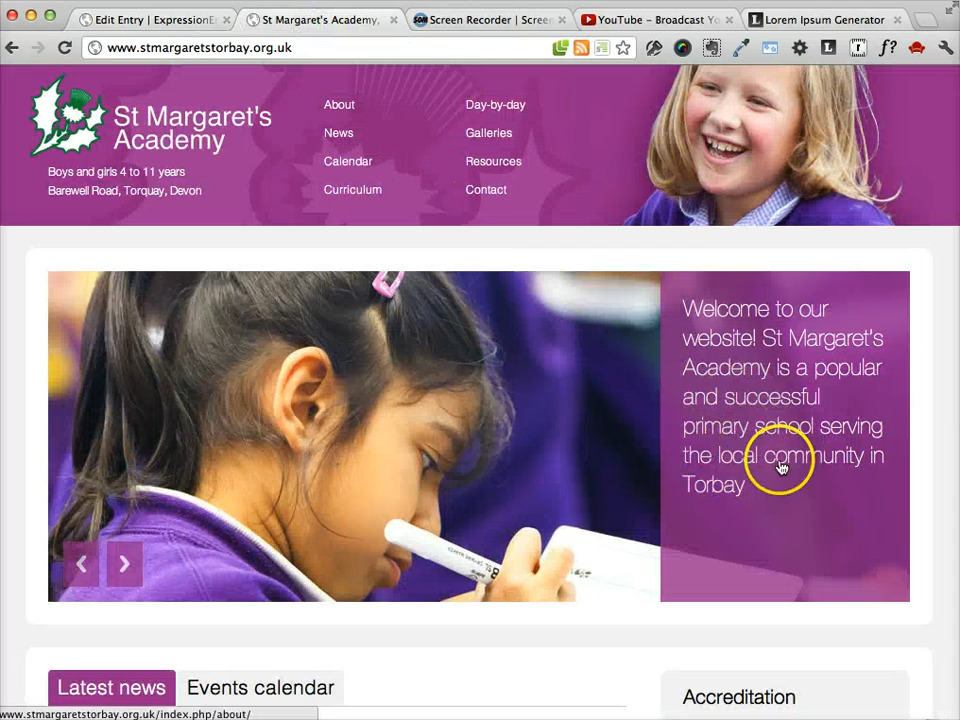 Edit Entry | ExpressionE
St Margaret's Academy,
SOM Screen Recorder | Screen
YouTube - Broadcast Yo
L Lorem Ipsum Generator
www.stmargaretstorbay.org.uk
L f?
St Margaret's
Academy
Boys and girls 4 to 11 years
Barewell Road, Torquay, Devon
About
News
Calendar
Curriculum
Day-by-day
Galleries
Resources
Contact
Welcome to our
website! St Margaret's
Academy is a popular
and successful
primary school serving
the local community in
Torbay
Latest news
Events calendar
Accreditation
www.stmargaretstorbay.org.uk/index.php/about/